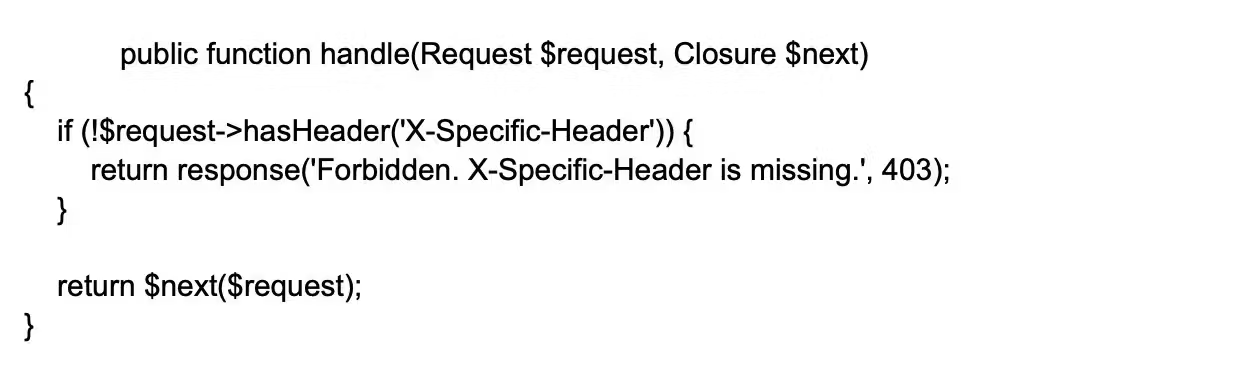 public function handle(Request $request, Closure $next)
{
if (!$request->hasHeader('X-Specific-Header')) {
return response('Forbidden. X-Specific-Header is missing.', 403);
}
return $next($request);
}